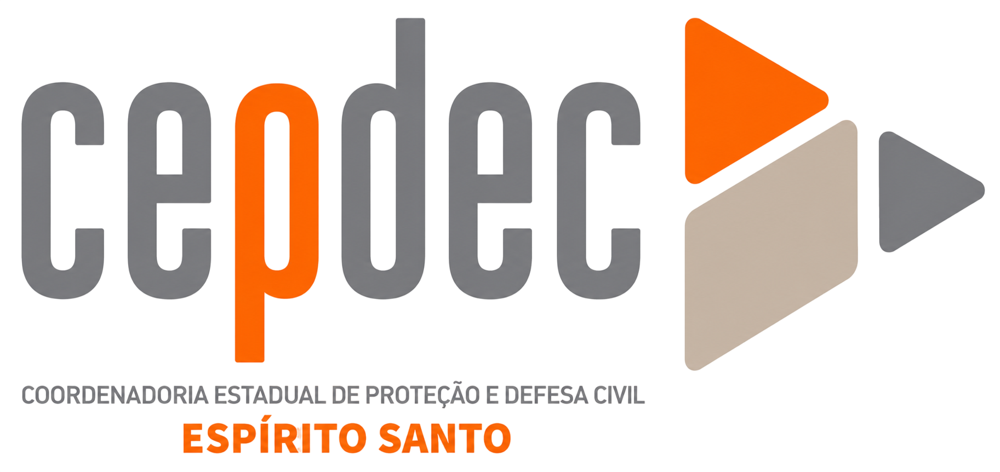 cepdec
COORDENADORIA ESTADUAL DE PROTEÇÃO E DEFESA CIVIL
ESPÍRITO SANTO